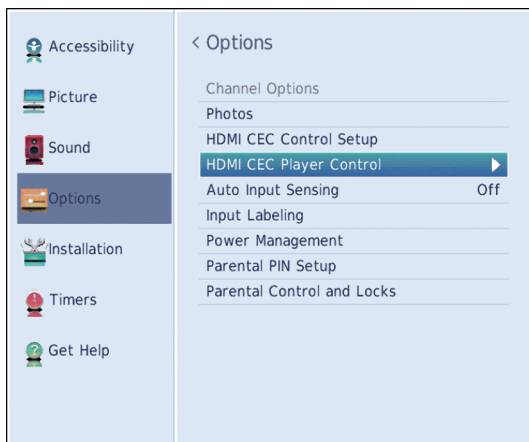 Accessibility
Picture
Sound
Options
Installation
Timers
Get Help
< Options
Channel Options
Photos
HDMI CEC Control Setup
HDMI CEC Player Control
Auto Input Sensing Off
Input Labeling
Power Management
Parental PIN Setup
Parental Control and Locks